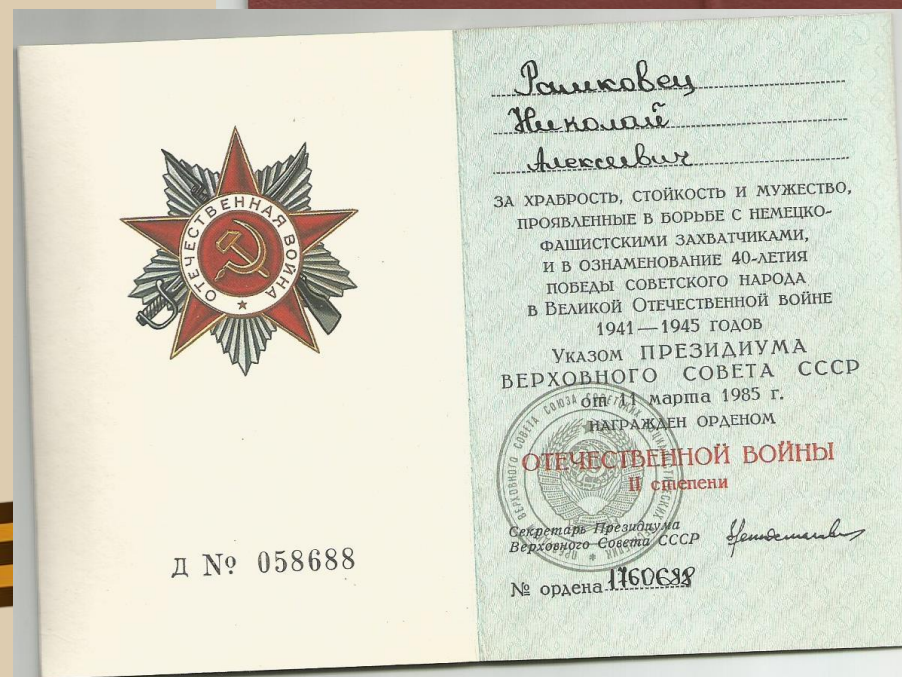 ОТЕЧЕСТВЕННАЯ ВОЙНА
Д № 058688
Рашковец
Николай
Алексеевич
ЗА ХРАБРОСТЬ, СТОЙКОСТЬ И МУЖЕСТВО,
ПРОЯВЛЕННЫЕ В БОРЬБЕ С НЕМЕЦКО-
ФАШИСТСКИМИ ЗАХВАТЧИКАМИ,
И В ОЗНАМЕНОВАНИЕ 40-ЛЕТИЯ
ПОБЕДЫ СОВЕТСКОГО НАРОДА
В ВЕЛИКОЙ ОТЕЧЕСТВЕННОЙ ВОЙНЕ
1941—1945 ГОДОВ
УКАЗОМ ПРЕЗИДИУМА
ВЕРХОВНОГО СОВЕТА СССР
от 11 марта 1985 г.
НАГРАЖДЕН ОРДЕНОМ
ОТЕЧЕСТВЕННОЙ ВОЙНЫ
II степени
Секретарь Президиума
Верховного Совета СССР
№ ордена 1760688